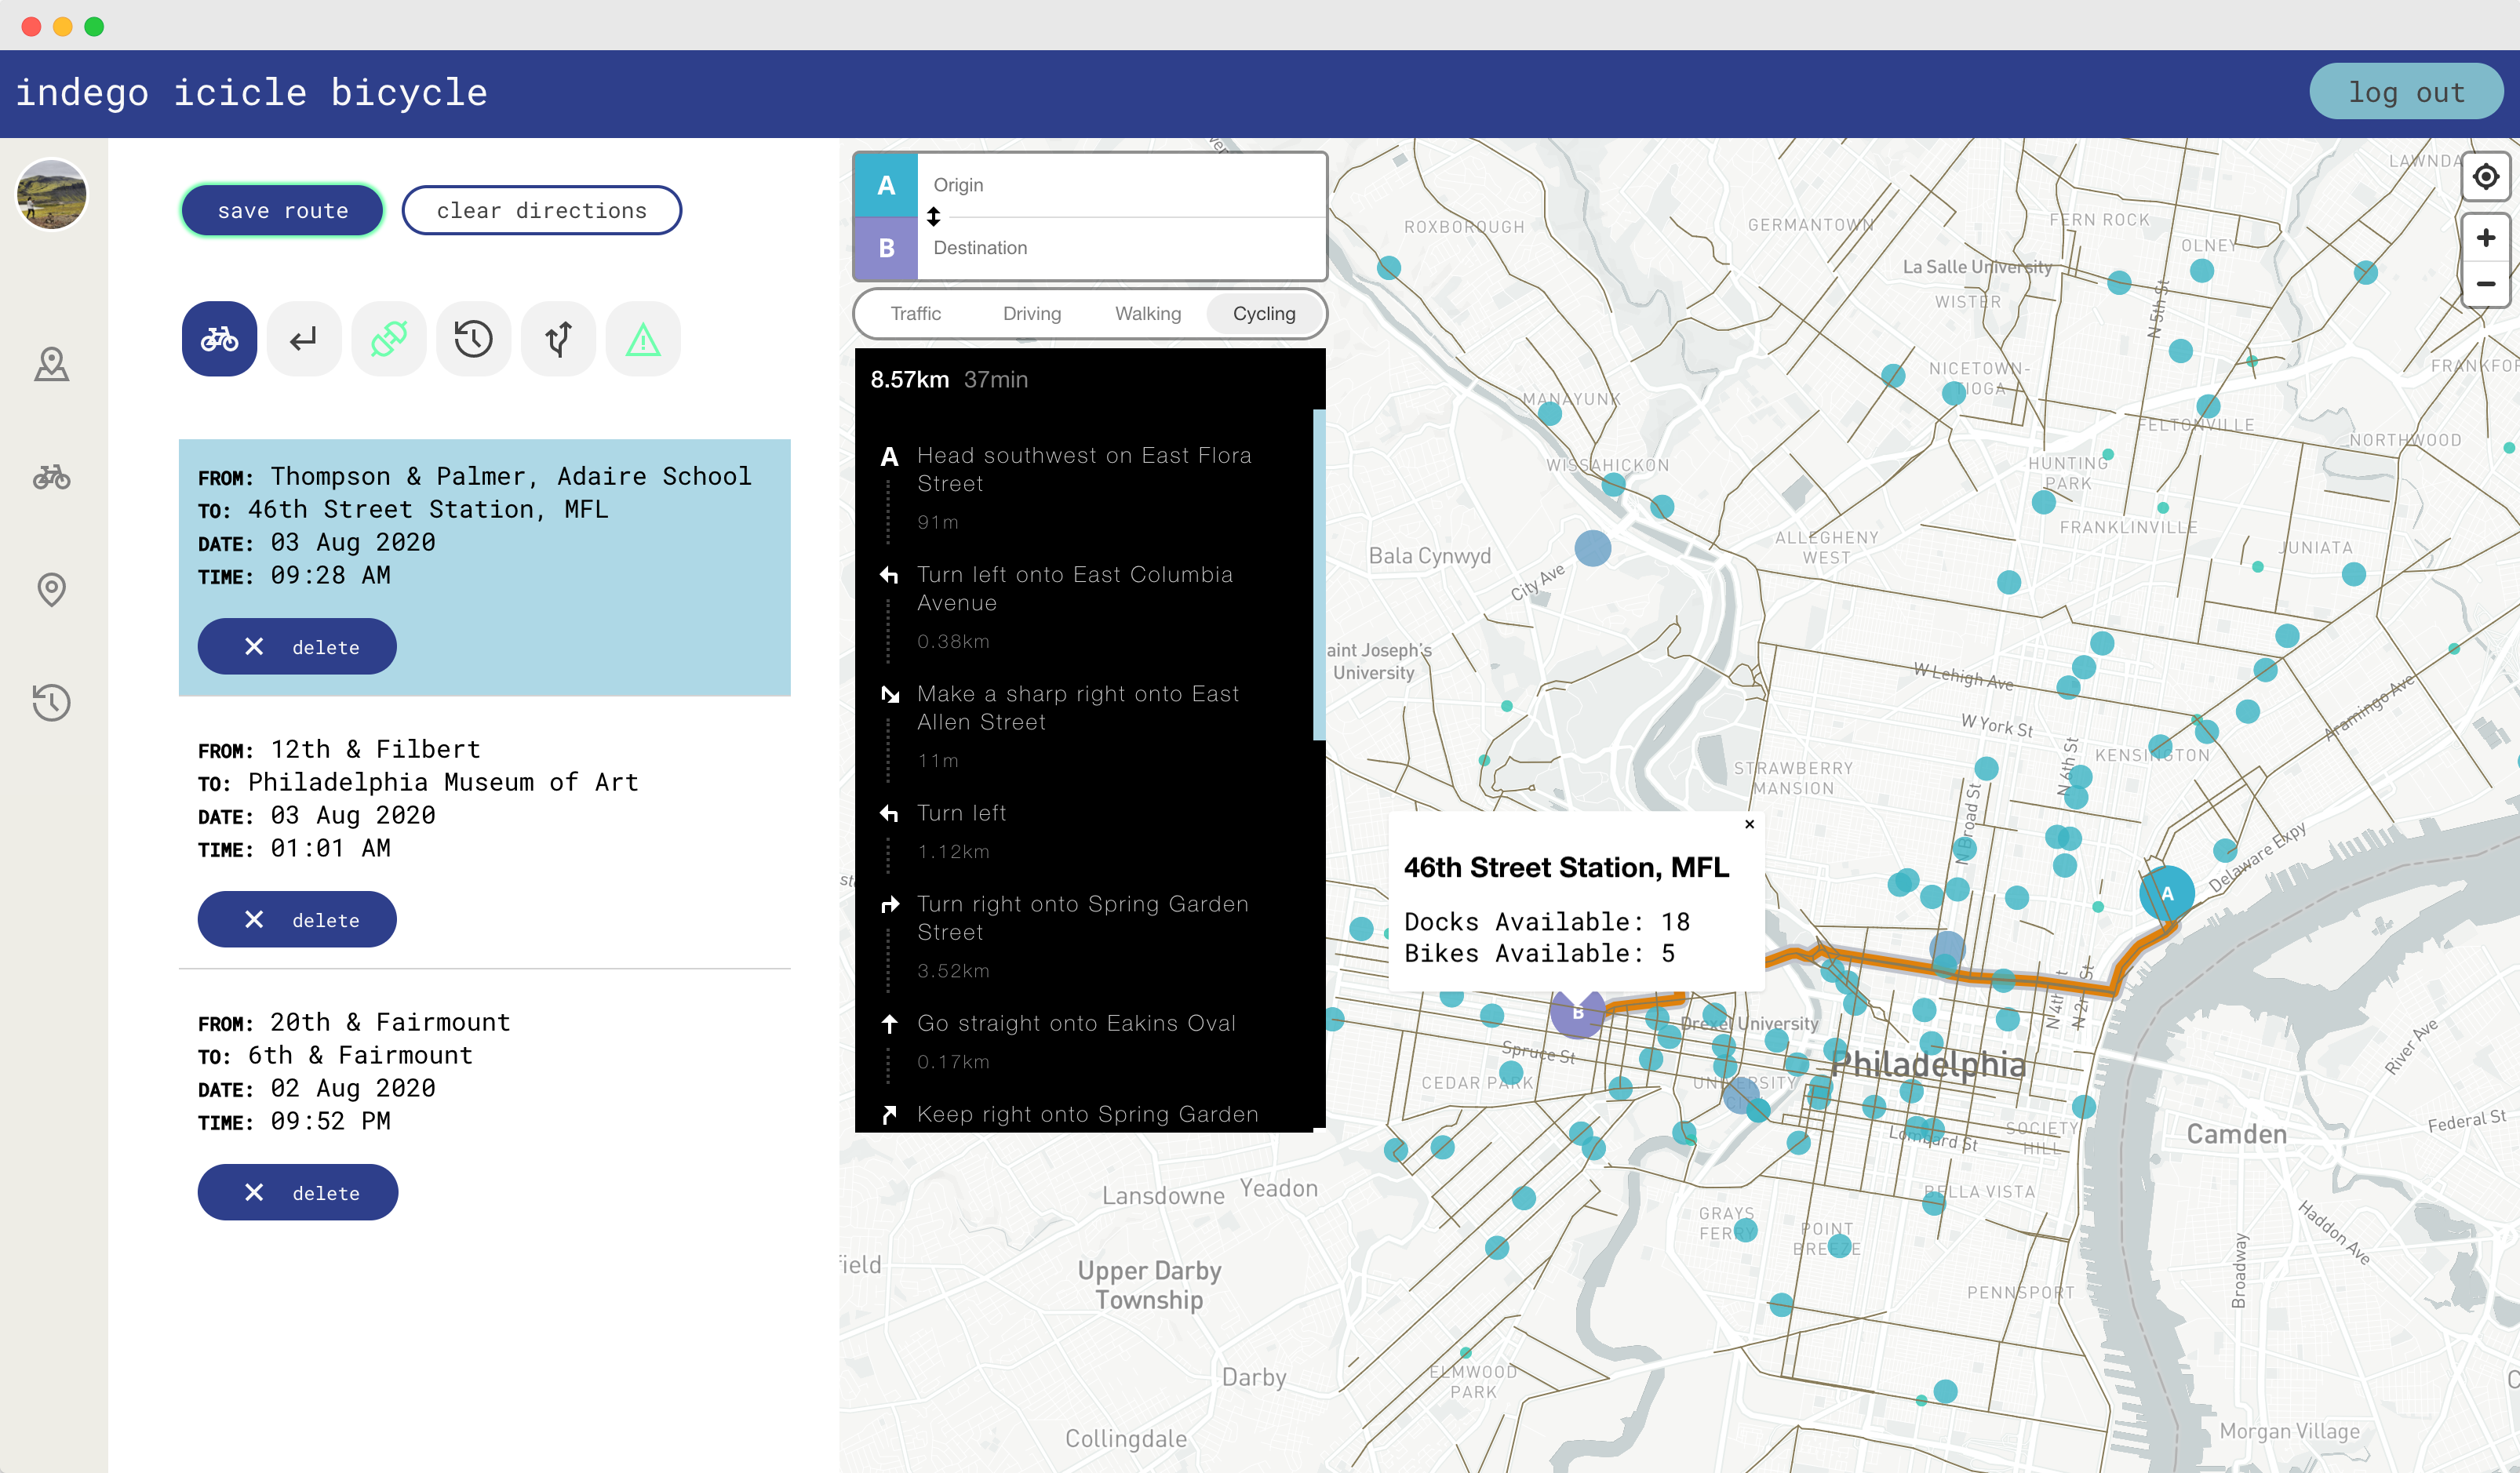 indego icicle bicycle
log out
save route
clear directions
FROM: Thompson & Palmer, Adaire School
TO: 46th Street Station, MFL
DATE: 03 Aug 2020
TIME: 09:28 AM
delete
FROM: 12th & Filbert
TO: Philadelphia Museum of Art
DATE: 03 Aug 2020
TIME: 01:01 AM
delete
FROM: 20th & Fairmount
TO: 6th & Fairmount
DATE: 02 Aug 2020
TIME: 09:52 PM
delete
A
Origin
B
Destination
Traffic
Driving
Walking
Cycling
8.57km 37min
A
Head southwest on East Flora
Street
91m
Turn left onto East Columbia
Avenue
0.38km
Make a sharp right onto East
Allen Street
11m
Turn left
1.12km
Turn right onto Spring Garden
Street
3.52km
Go straight onto Eakins Oval
0.17km
Keep right onto Spring Garden
46th Street Station, MFL
Docks Available: 18
Bikes Available: 5
LAWNDA
ROXBOROUGH
GERMANTOWN
FERN ROCK
OLNEY
La Salle University
WISTER
N 5th St
NICETOWN-
TIOGA
FRANKFOR
MANAYUNK
FELTONVILLE
NORTHWOOD
WISSAHICKON
HUNTING
PARK
FRANKLINVILLE
ALLEGHENY
WEST
JUNIATA
Bala Cynwyd
City Ave
aint Joseph's
University
W Lehigh Ave
Aramingo Ave
W York St
N 6th St
KENSINGTON
STRAWBERRY
MANSION
N Broad St
Delaware Expy
A
B
N 4th St
N 2nd St
Drexel University
Spruce St
Philadelphia
CEDAR PARK
UNIVERSITY
River Ave
Federal St
Camden
Lombard St
SOCIETY
HILL
Lansdowne
Yeadon
BELLA VISTA
GRAYS
FERRY
POINT
BREEZE
Haddon Ave
Broadway
ield
Upper Darby
Township
PENNSPORT
Darby
ELMWOOD
PARK
Collingdale
Morgan Village